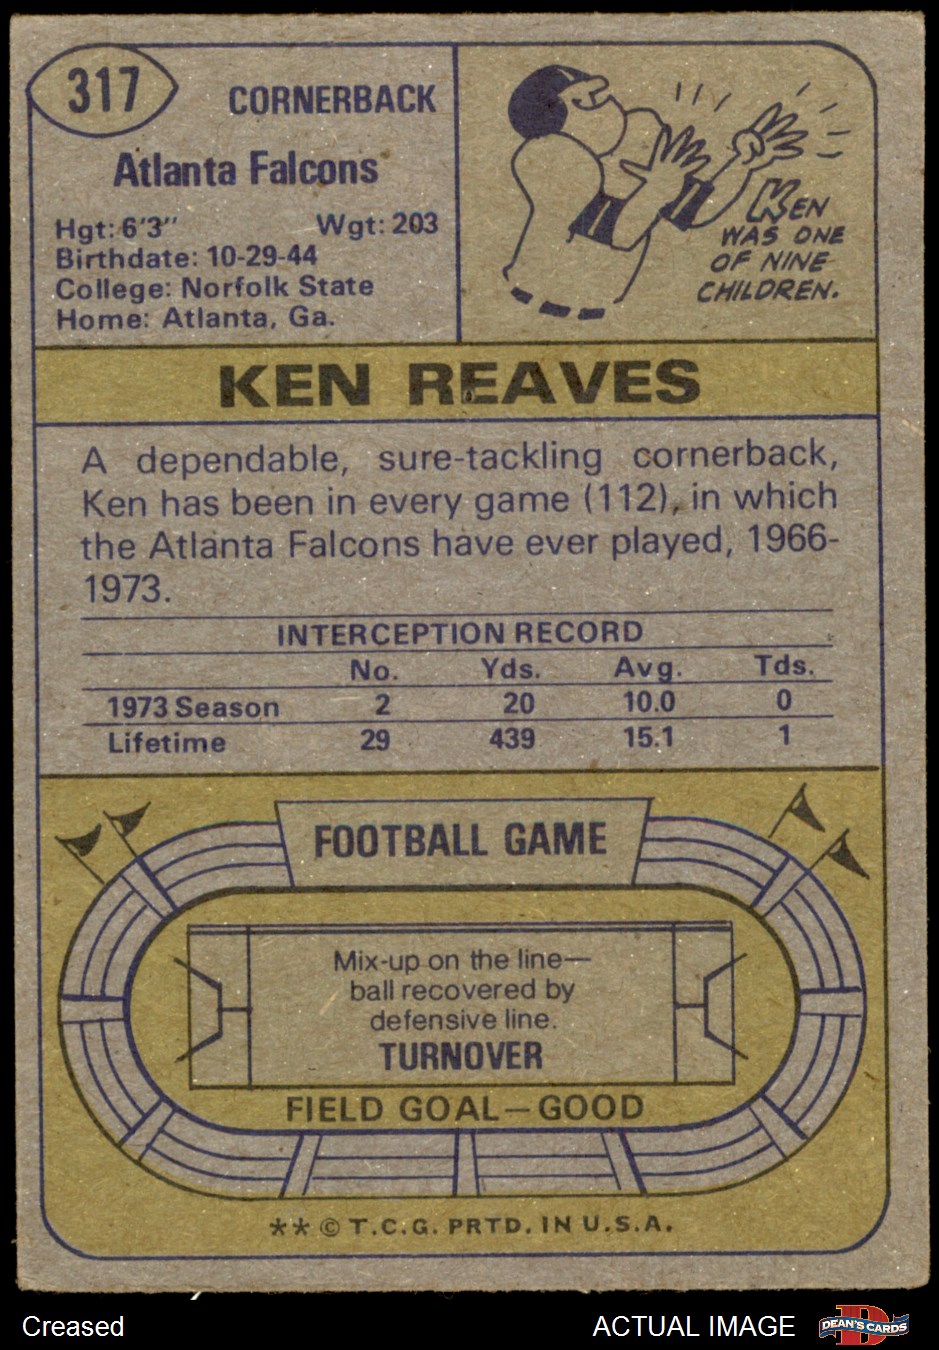 317
CORNERBACK
Atlanta Falcons
Hgt: 6'3" Wgt: 203
Birthdate: 10-29-44
College: Norfolk State
Home: Atlanta, Ga.
KEN
WAS ONE
OF NINE
CHILDREN.
KEN REAVES
A dependable, sure-tackling cornerback,
Ken has been in every game (112), in which
the Atlanta Falcons have ever played, 1966-
1973.
INTERCEPTION RECORD
No. Yds. Avg. Tds.
1973 Season 2 20 10.0 0
Lifetime 29 439 15.1 1
FOOTBALL GAME
Mix-up on the line—
ball recovered by
defensive line.
TURNOVER
FIELD GOAL—GOOD
** © T.C.G. PRTD. IN U.S.A.
Creased
ACTUAL IMAGE
D
DEAN'S CARDS